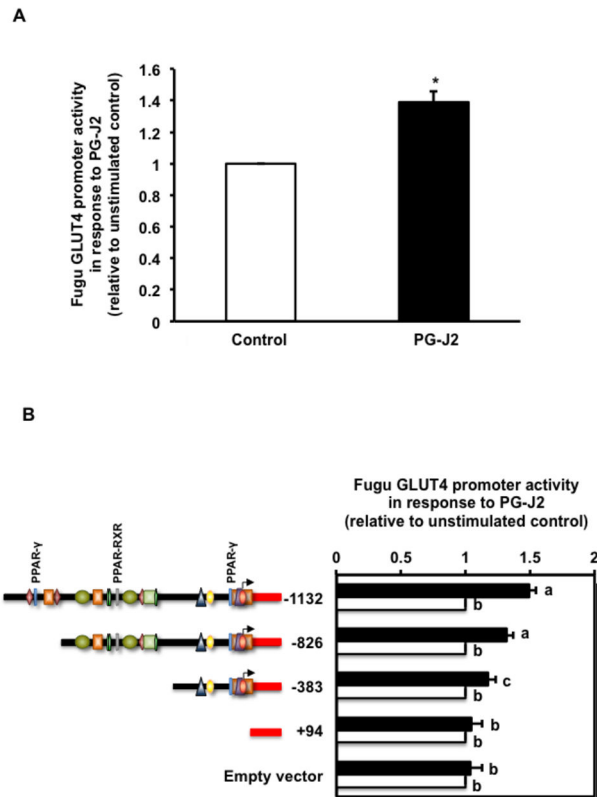 A
Fugu GLUT4 promoter activity
in response to PG-J2
(relative to unstimulated control)
1.6
1.4
1.2
1
0.8
0.6
0.4
0.2
0
*
Control
PG-J2
B
Fugu GLUT4 promoter activity
in response to PG-J2
(relative to unstimulated control)
0 0.5 1 1.5 2
PPAR-γ
PPAR-RXR
PPAR-γ
-1132
a
b
-826
a
b
-383
c
b
+94
b
b
Empty vector
b
b